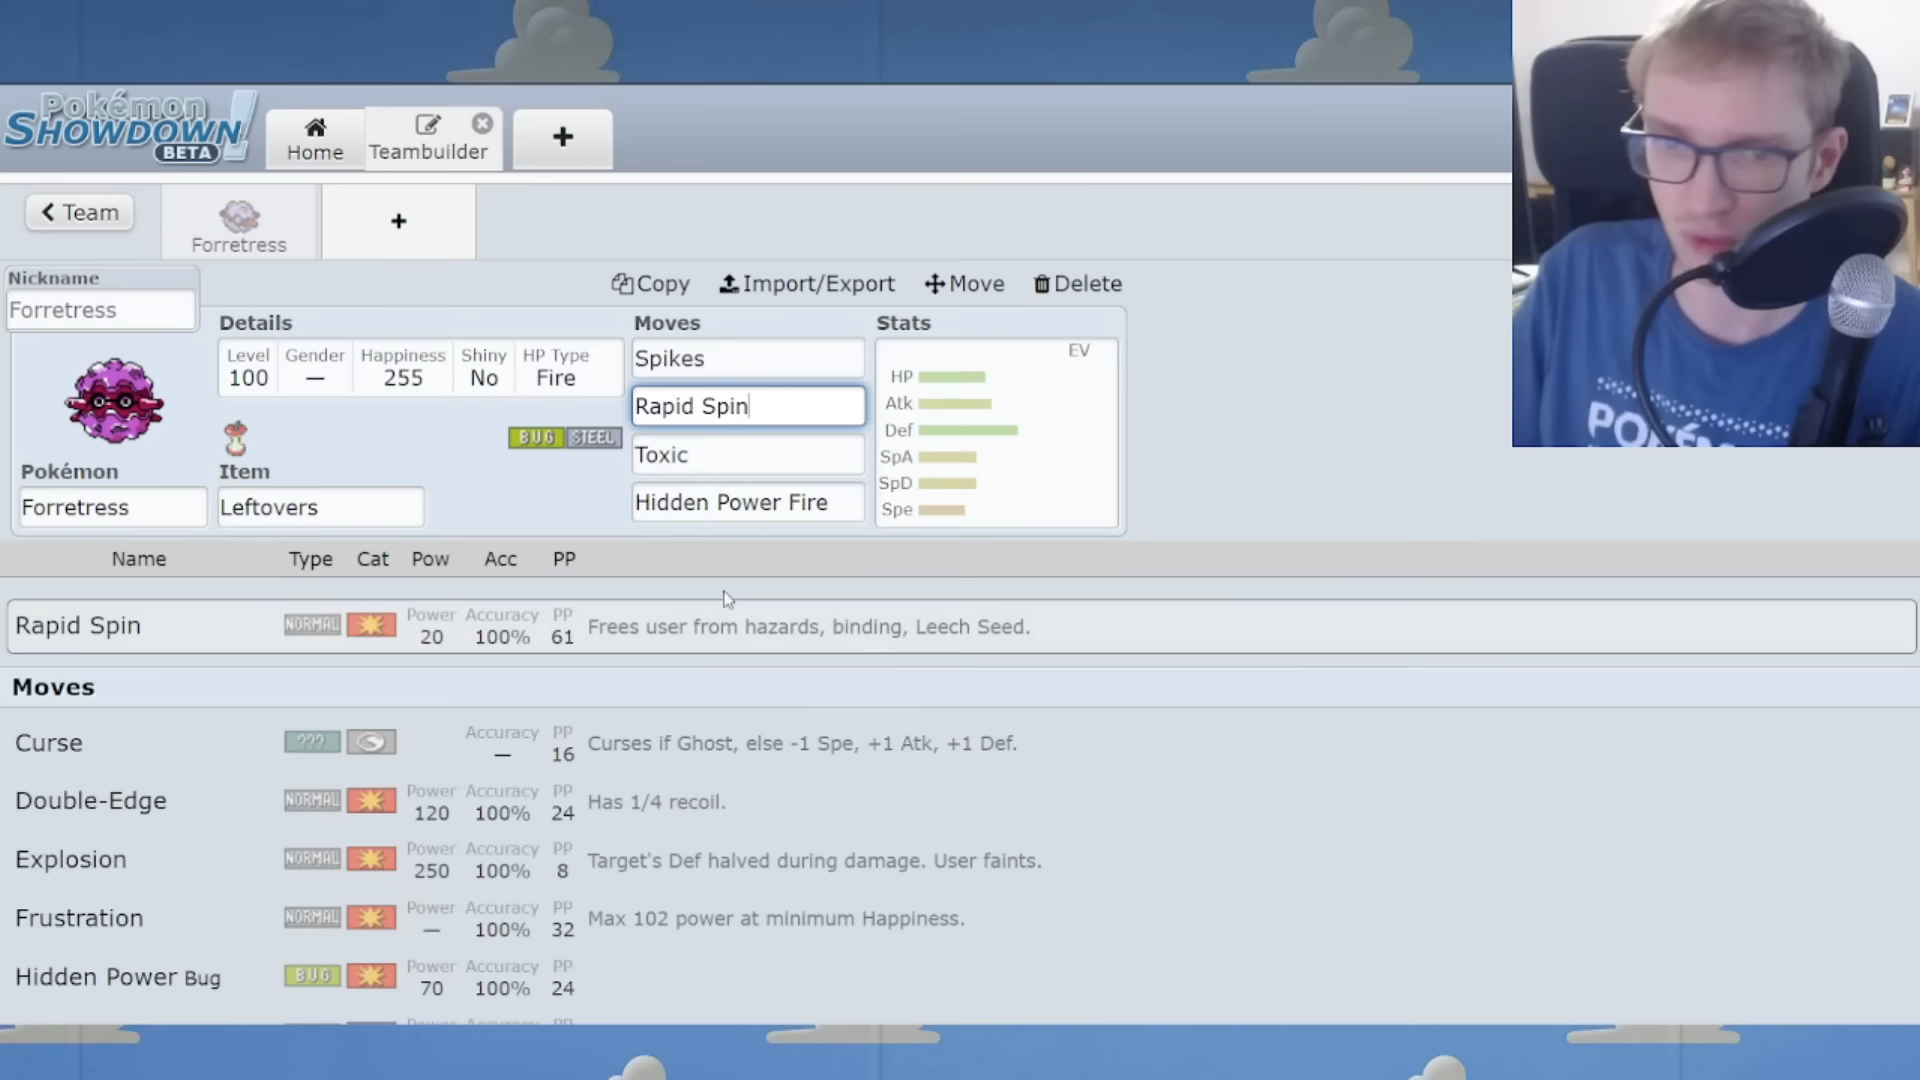 Pokémon
SHOWDOWN!
BETA
Home
Teambuilder
Team
Forretress
+
Nickname
Forretress
Copy
Import/Export
Move
Delete
Details
Level
100
Gender
—
Happiness
255
Shiny
No
HP Type
Fire
BUG
STEEL
Pokémon
Forretress
Item
Leftovers
Moves
Spikes
Rapid Spin
Toxic
Hidden Power Fire
Stats
EV
HP
Atk
Def
SpA
SpD
Spe
Name Type Cat Pow Acc PP
Rapid Spin NORMAL Power 20 Accuracy 100% PP 61 Frees user from hazards, binding, Leech Seed.
Moves
Curse ??? Accuracy — PP 16 Curses if Ghost, else -1 Spe, +1 Atk, +1 Def.
Double-Edge NORMAL Power 120 Accuracy 100% PP 24 Has 1/4 recoil.
Explosion NORMAL Power 250 Accuracy 100% PP 8 Target's Def halved during damage. User faints.
Frustration NORMAL Power — Accuracy 100% PP 32 Max 102 power at minimum Happiness.
Hidden Power Bug BUG Power 70 Accuracy 100% PP 24
Power Accuracy PP